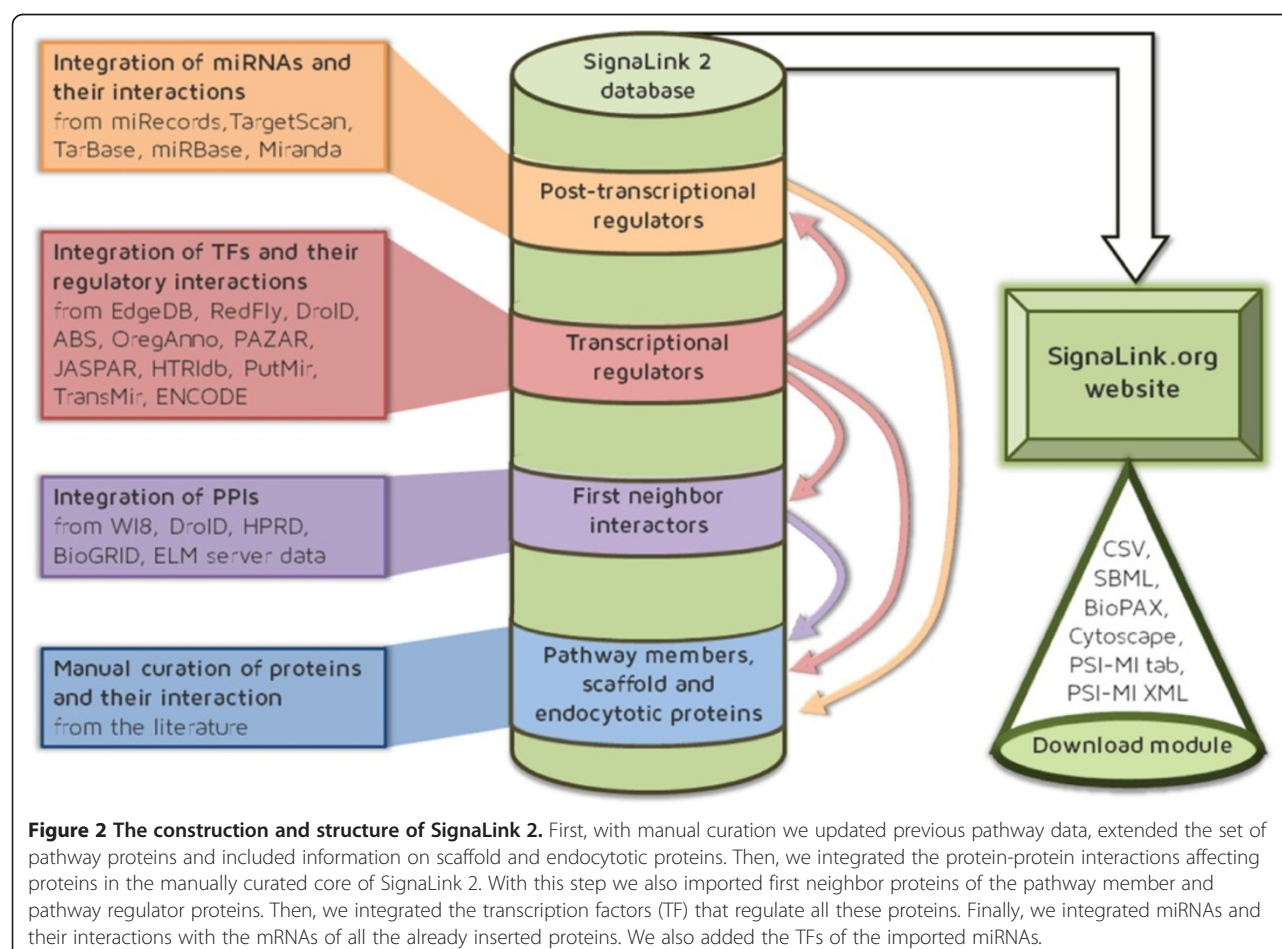 Integration of miRNAs and
their interactions
from miRecords,TargetScan,
TarBase, miRBase, Miranda
Integration of TFs and their
regulatory interactions
from EdgeDB, RedFly, DroID,
ABS, OregAnno, PAZAR,
JASPAR, HTRIdb, PutMir,
TransMir, ENCODE
Integration of PPIs
from WI8, DroID, HPRD,
BioGRID, ELM server data
Manual curation of proteins
and their interaction
from the literature
SignaLink 2
database
Post-transcriptional
regulators
Transcriptional
regulators
First neighbor
interactors
Pathway members,
scaffold and
endocytotic proteins
SignaLink.org
website
CSV,
SBML,
BioPAX,
Cytoscape,
PSI-MI tab,
PSI-MI XML
Download module
Figure 2 The construction and structure of SignaLink 2. First, with manual curation we updated previous pathway data, extended the set of
pathway proteins and included information on scaffold and endocytotic proteins. Then, we integrated the protein-protein interactions affecting
proteins in the manually curated core of SignaLink 2. With this step we also imported first neighbor proteins of the pathway member and
pathway regulator proteins. Then, we integrated the transcription factors (TF) that regulate all these proteins. Finally, we integrated miRNAs and
their interactions with the mRNAs of all the already inserted proteins. We also added the TFs of the imported miRNAs.